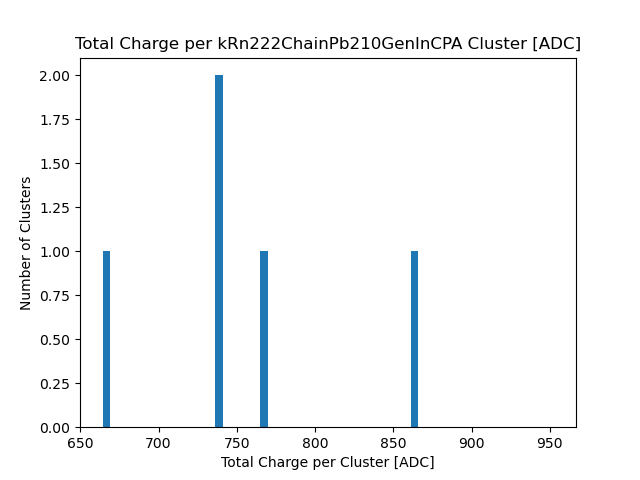 Total Charge per kRn222ChainPb210GenInCPA Cluster [ADC]
2.00
1.75
1.50
1.25
1.00
0.75
0.50
0.25
0.00
Number of Clusters
650 700 750 800 850 900 950
Total Charge per Cluster [ADC]